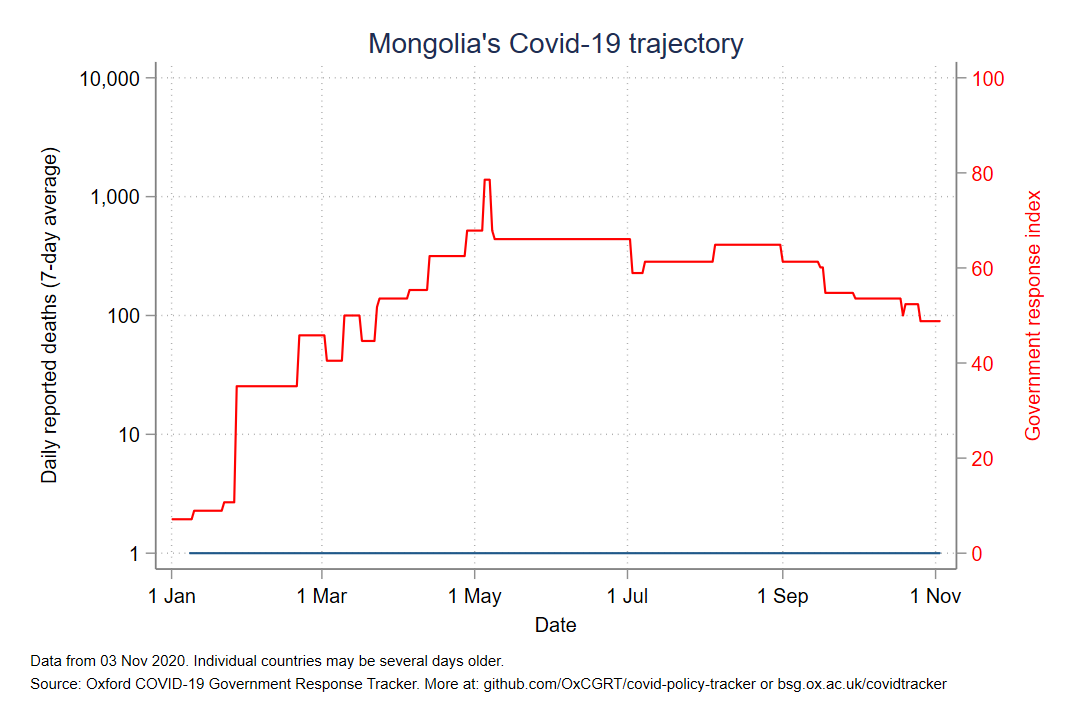 Mongolia's Covid-19 trajectory
Daily reported deaths (7-day average)
10,000
1,000
100
10
1
100
80
60
40
20
0
Government response index
1 Jan
1 Mar
1 May
1 Jul
1 Sep
1 Nov
Date
Data from 03 Nov 2020. Individual countries may be several days older.
Source: Oxford COVID-19 Government Response Tracker. More at: github.com/OxCGRT/covid-policy-tracker or bsg.ox.ac.uk/covidtracker